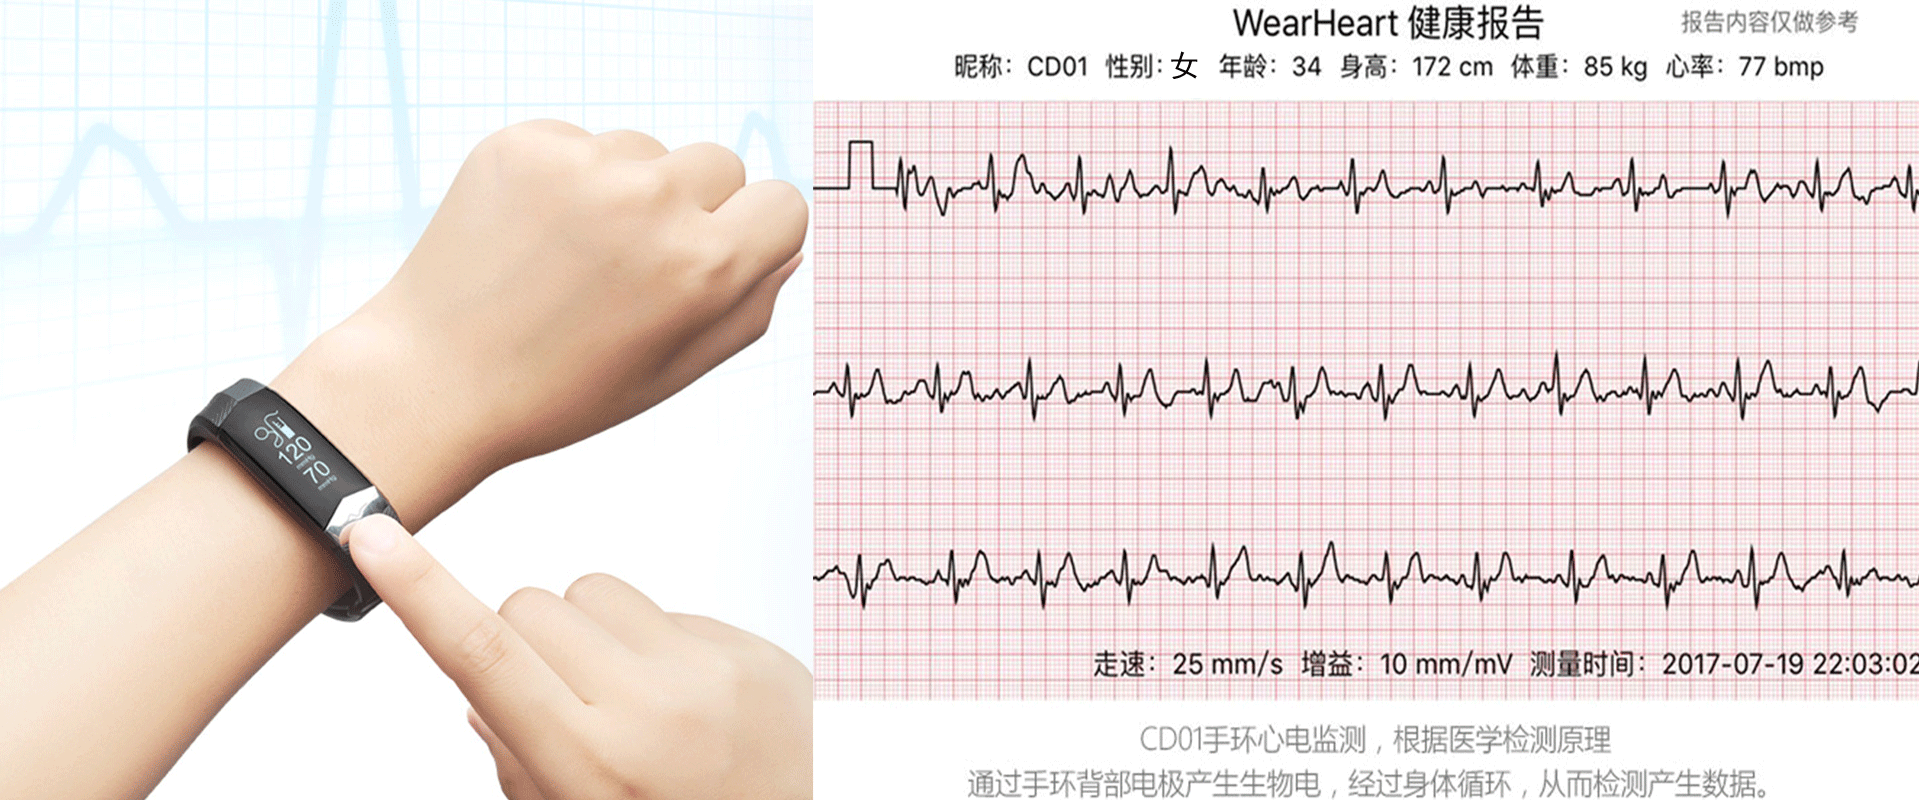 120
mmHg
70
mmHg
WearHeart 健康报告
报告内容仅做参考
昵称：CD01 性别：女 年龄：34 身高：172 cm 体重：85 kg 心率：77 bmp
走速：25 mm/s 增益：10 mm/mV 测量时间：2017-07-19 22:03:02
CD01手环心电监测，根据医学检测原理
通过手环背部电极产生生物电，经过身体循环，从而检测产生数据。